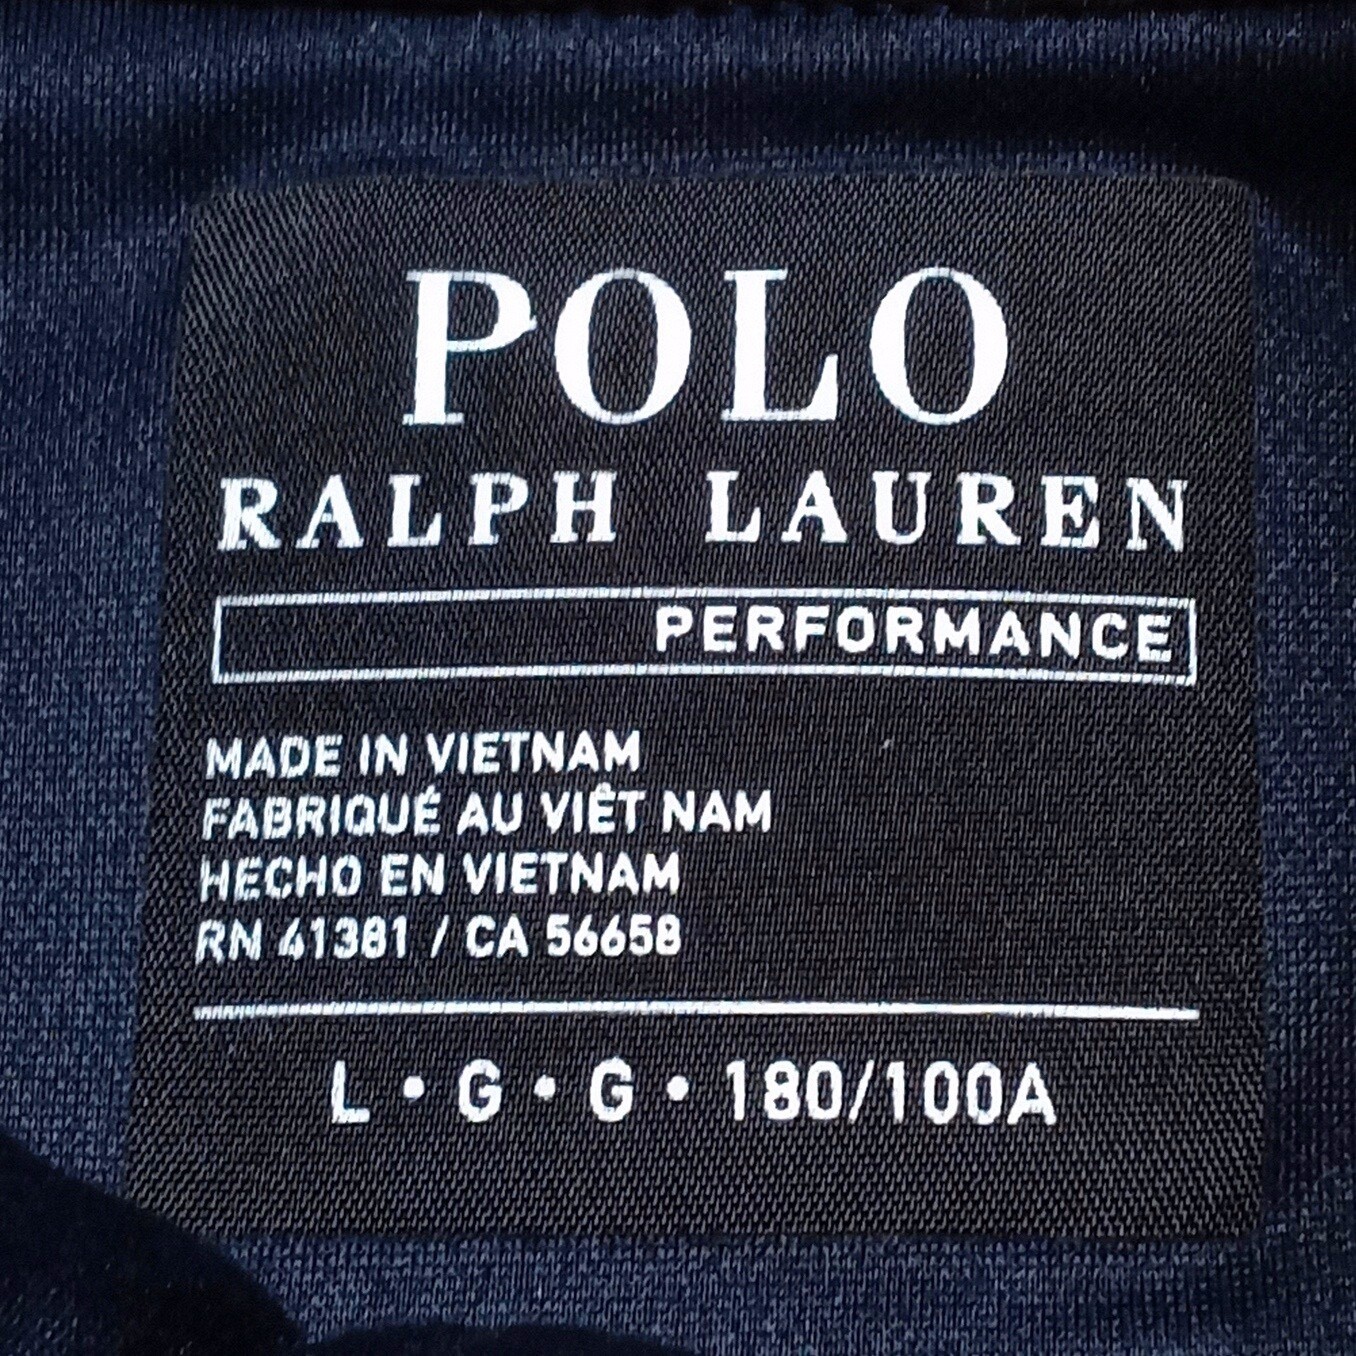 POLO
RALPH LAUREN
PERFORMANCE
MADE IN VIETNAM
FABRIQUÉ AU VIÊT NAM
HECHO EN VIETNAM
RN 41381 / CA 56658
L • G • G • 180/100A